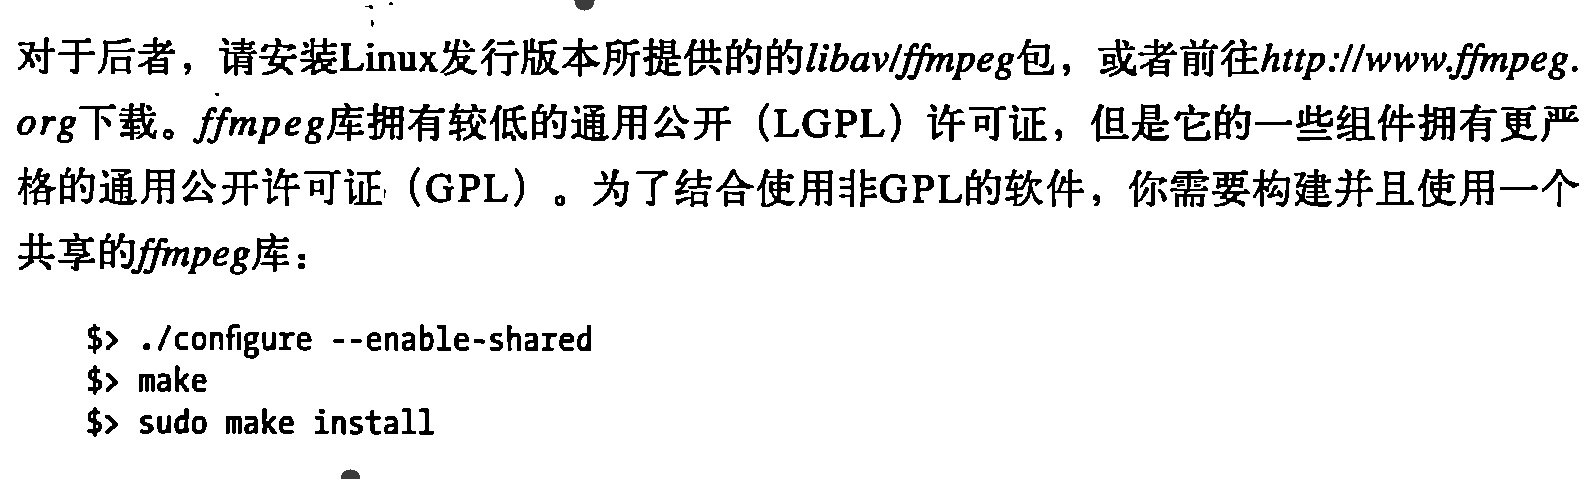 对于后者，请安装Linux发行版本所提供的的libav/ffmpeg包，或者前往http://www.ffmpeg.
org下载。ffmpeg库拥有较低的通用公开（LGPL）许可证，但是它的一些组件拥有更严
格的通用公开许可证（GPL）。为了结合使用非GPL的软件，你需要构建并且使用一个
共享的ffmpeg库：
$> ./configure --enable-shared
$> make
$> sudo make install